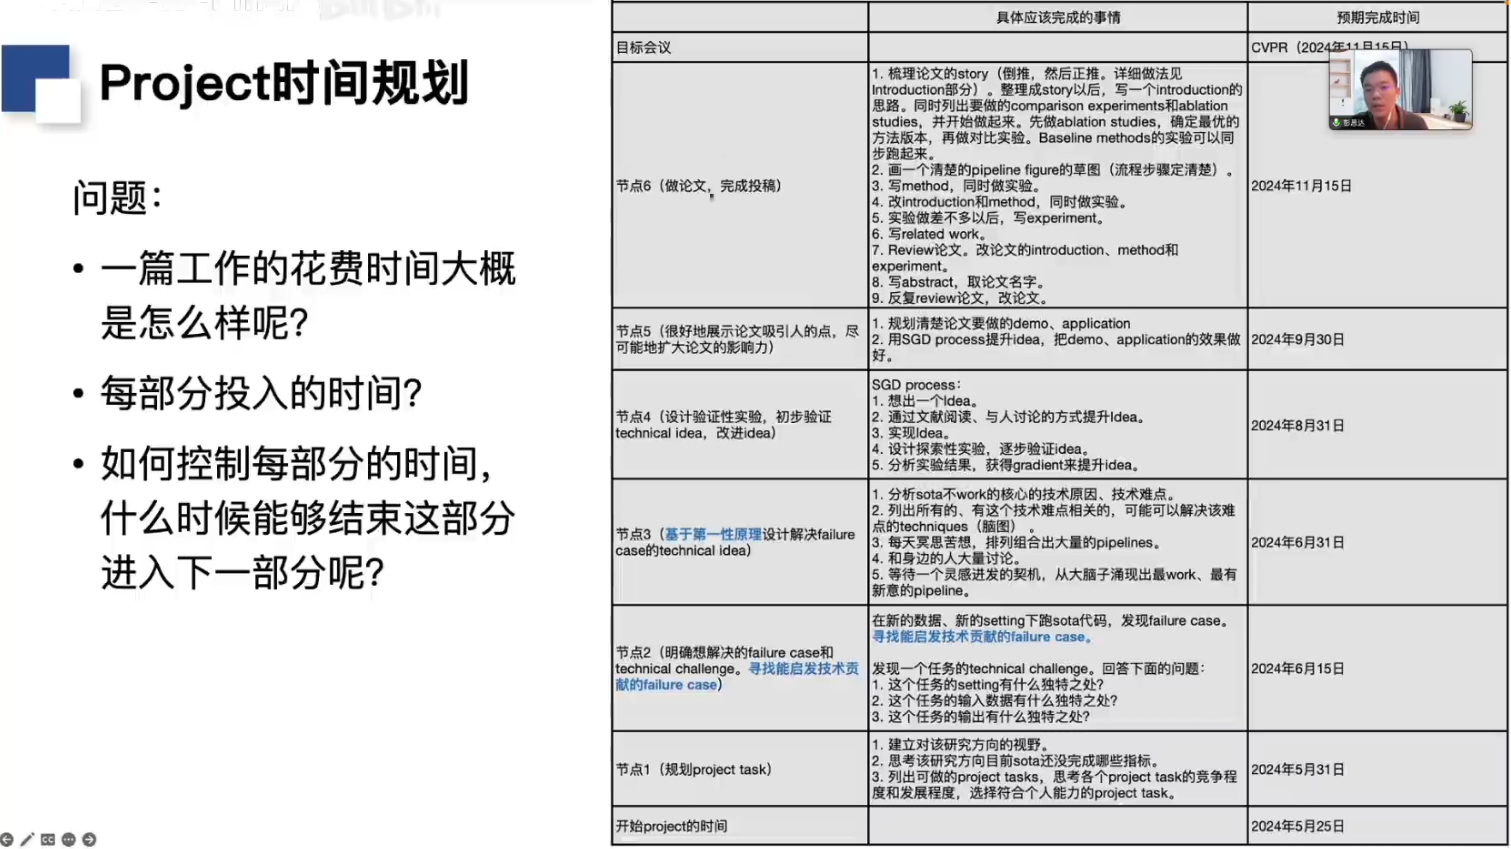 Project时间规划
问题：
• 一篇工作的花费时间大概
是怎么样呢？
• 每部分投入的时间？
• 如何控制每部分的时间，
什么时候能够结束这部分
进入下一部分呢？
具体应该完成的事情
预期完成时间
目标会议
CVPR（2024年11月15日）
节点6（做论文，完成投稿）
1. 梳理论文的story（倒推，然后正推。详细做法见
Introduction部分）。整理成story以后，写一个introduction的
思路。同时列出要做的comparison experiments和ablation
studies，并开始做起来。先做ablation studies，确定最优的
方法版本，再做对比实验。Baseline methods的实验可以同
步跑起来。
2. 画一个清楚的pipeline figure的草图（流程步骤定清楚）。
3. 写method，同时做实验。
4. 改introduction和method，同时做实验。
5. 实验做差不多以后，写experiment。
6. 写related work。
7. Review论文。改论文的introduction、method和
experiment。
8. 写abstract，取论文名字。
9. 反复review论文，改论文。
2024年11月15日
彭思达
节点5（很好地展示论文吸引人的点，尽
可能地扩大论文的影响力）
1. 规划清楚论文要做的demo、application
2. 用SGD process提升idea，把demo、application的效果做
好。
2024年9月30日
节点4（设计验证性实验，初步验证
technical idea，改进idea）
SGD process：
1. 想出一个Idea。
2. 通过文献阅读、与人讨论的方式提升Idea。
3. 实现Idea。
4. 设计探索性实验，逐步验证idea。
5. 分析实验结果，获得gradient来提升idea。
2024年8月31日
节点3（基于第一性原理设计解决failure
case的technical idea）
1. 分析sota不work的核心的技术原因、技术难点。
2. 列出所有的、有这个技术难点相关的，可能可以解决该难
点的techniques（脑图）。
3. 每天冥思苦想，排列组合出大量的pipelines。
4. 和身边的人大量讨论。
5. 等待一个灵感迸发的契机，从大脑子涌现出最work、最有
新意的pipeline。
2024年6月31日
节点2（明确想解决的failure case和
technical challenge。寻找能启发技术贡
献的failure case）
在新的数据、新的setting下跑sota代码，发现failure case。
寻找能启发技术贡献的failure case。
发现一个任务的technical challenge。回答下面的问题：
1. 这个任务的setting有什么独特之处？
2. 这个任务的输入数据有什么独特之处？
3. 这个任务的输出有什么独特之处？
2024年6月15日
节点1（规划project task）
1. 建立对该研究方向的视野。
2. 思考该研究方向目前sota还没完成哪些指标。
3. 列出可做的project tasks，思考各个project task的竞争程
度和发展程度，选择符合个人能力的project task。
2024年5月31日
开始project的时间
2024年5月25日